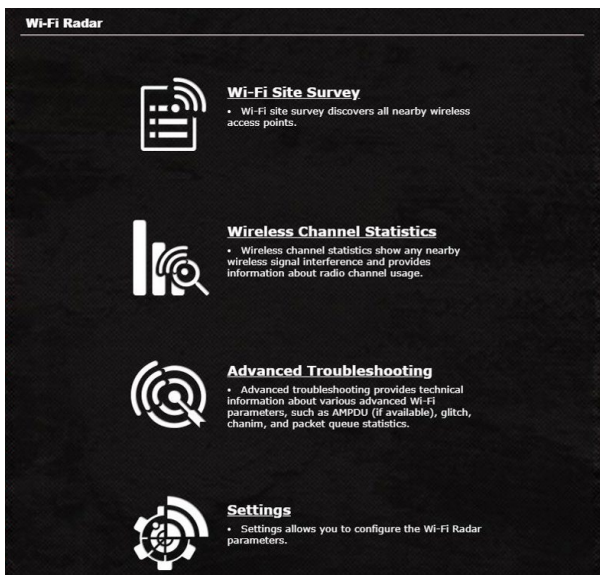 Wi-Fi Radar
Wi-Fi Site Survey
• Wi-Fi site survey discovers all nearby wireless
access points.
Wireless Channel Statistics
• Wireless channel statistics show any nearby
wireless signal interference and provides
information about radio channel usage.
Advanced Troubleshooting
• Advanced troubleshooting provides technical
information about various advanced Wi-Fi
parameters, such as AMPDU (if available), glitch,
chanim, and packet queue statistics.
Settings
• Settings allows you to configure the Wi-Fi Radar
parameters.